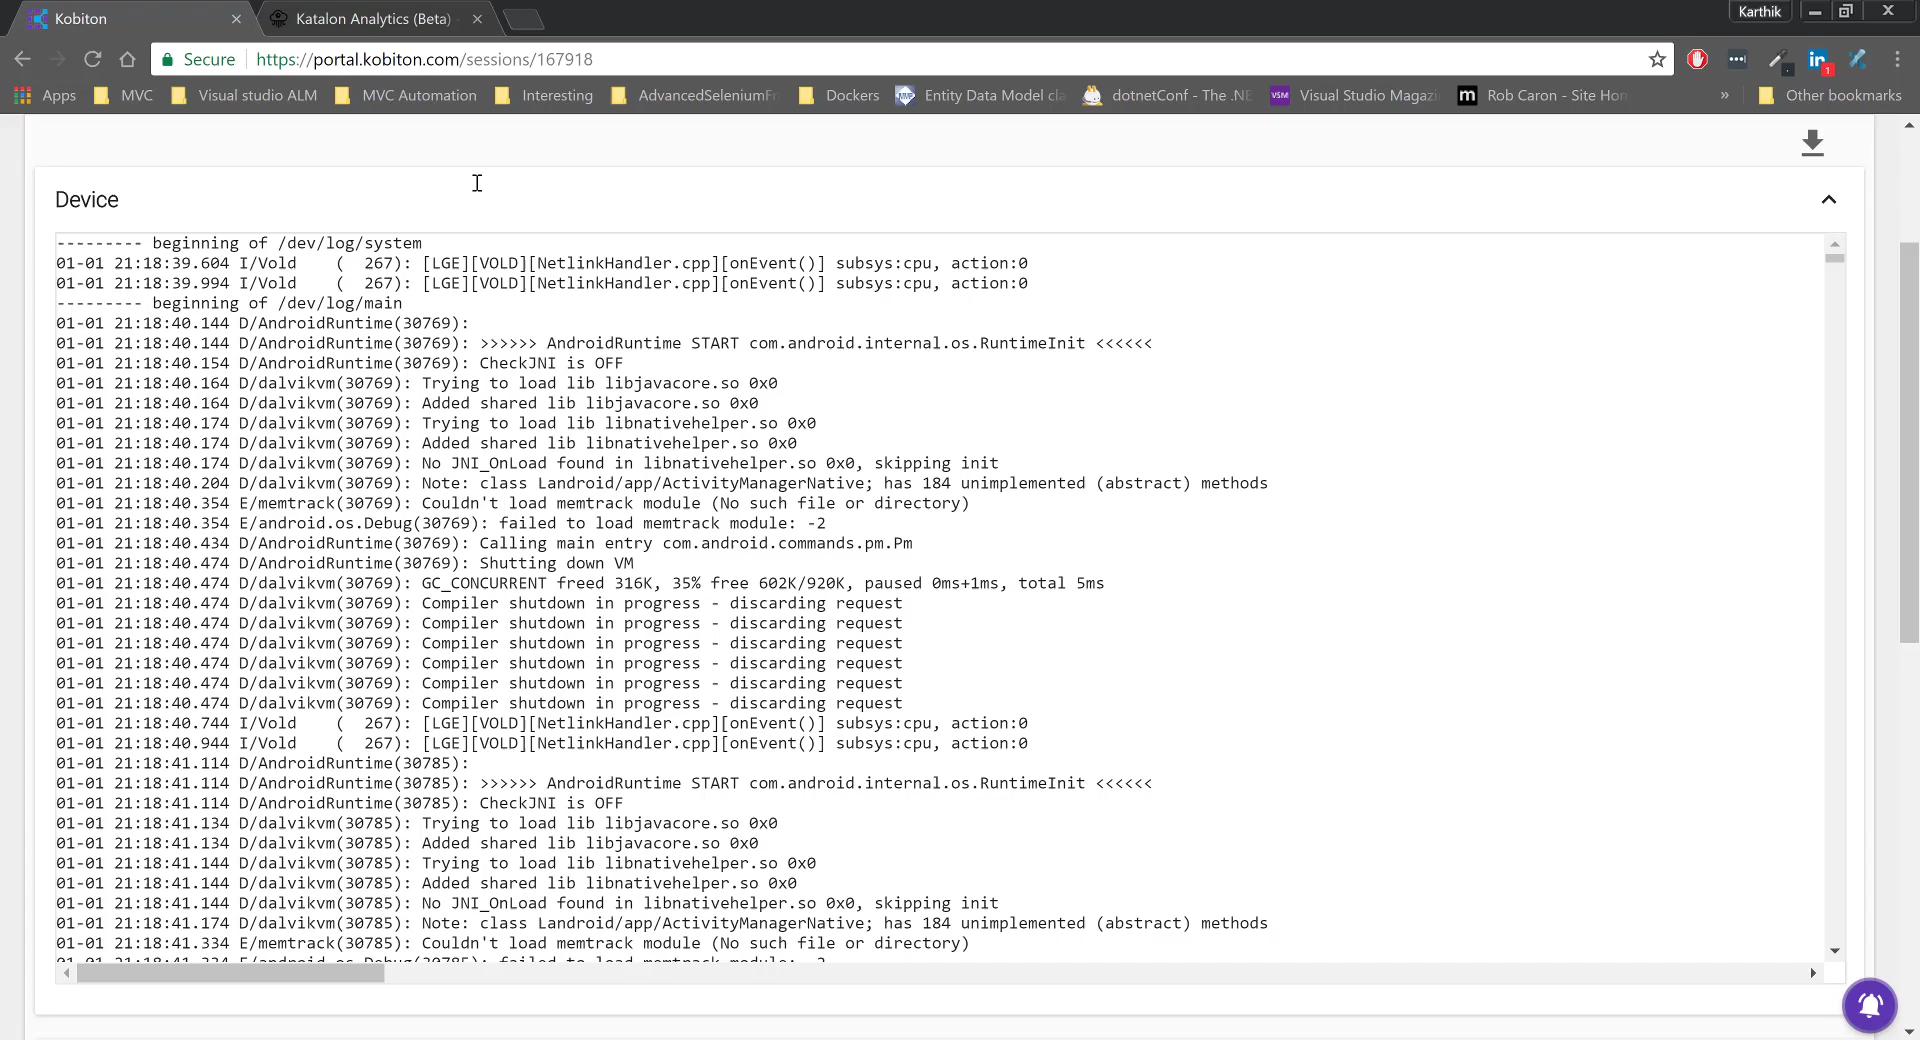 Kobiton
Katalon Analytics (Beta)
Karthik
Secure
https://portal.kobiton.com/sessions/167918
in
1
Apps
MVC
Visual studio ALM
MVC Automation
Interesting
AdvancedSeleniumF
Dockers
Entity Data Model cla
dotnetConf - The .NE
VSM
Visual Studio Magazi
m
Rob Caron - Site Hom
»
Other bookmarks
Device
--------- beginning of /dev/log/system
01-01 21:18:39.604 I/Vold    (  267): [LGE][VOLD][NetlinkHandler.cpp][onEvent()] subsys:cpu, action:0
01-01 21:18:39.994 I/Vold    (  267): [LGE][VOLD][NetlinkHandler.cpp][onEvent()] subsys:cpu, action:0
--------- beginning of /dev/log/main
01-01 21:18:40.144 D/AndroidRuntime(30769):
01-01 21:18:40.144 D/AndroidRuntime(30769): >>>>>> AndroidRuntime START com.android.internal.os.RuntimeInit <<<<<<
01-01 21:18:40.154 D/AndroidRuntime(30769): CheckJNI is OFF
01-01 21:18:40.164 D/dalvikvm(30769): Trying to load lib libjavacore.so 0x0
01-01 21:18:40.164 D/dalvikvm(30769): Added shared lib libjavacore.so 0x0
01-01 21:18:40.174 D/dalvikvm(30769): Trying to load lib libnativehelper.so 0x0
01-01 21:18:40.174 D/dalvikvm(30769): Added shared lib libnativehelper.so 0x0
01-01 21:18:40.174 D/dalvikvm(30769): No JNI_OnLoad found in libnativehelper.so 0x0, skipping init
01-01 21:18:40.204 D/dalvikvm(30769): Note: class Landroid/app/ActivityManagerNative; has 184 unimplemented (abstract) methods
01-01 21:18:40.354 E/memtrack(30769): Couldn't load memtrack module (No such file or directory)
01-01 21:18:40.354 E/android.os.Debug(30769): failed to load memtrack module: -2
01-01 21:18:40.434 D/AndroidRuntime(30769): Calling main entry com.android.commands.pm.Pm
01-01 21:18:40.474 D/AndroidRuntime(30769): Shutting down VM
01-01 21:18:40.474 D/dalvikvm(30769): GC_CONCURRENT freed 316K, 35% free 602K/920K, paused 0ms+1ms, total 5ms
01-01 21:18:40.474 D/dalvikvm(30769): Compiler shutdown in progress - discarding request
01-01 21:18:40.474 D/dalvikvm(30769): Compiler shutdown in progress - discarding request
01-01 21:18:40.474 D/dalvikvm(30769): Compiler shutdown in progress - discarding request
01-01 21:18:40.474 D/dalvikvm(30769): Compiler shutdown in progress - discarding request
01-01 21:18:40.474 D/dalvikvm(30769): Compiler shutdown in progress - discarding request
01-01 21:18:40.474 D/dalvikvm(30769): Compiler shutdown in progress - discarding request
01-01 21:18:40.744 I/Vold    (  267): [LGE][VOLD][NetlinkHandler.cpp][onEvent()] subsys:cpu, action:0
01-01 21:18:40.944 I/Vold    (  267): [LGE][VOLD][NetlinkHandler.cpp][onEvent()] subsys:cpu, action:0
01-01 21:18:41.114 D/AndroidRuntime(30785):
01-01 21:18:41.114 D/AndroidRuntime(30785): >>>>>> AndroidRuntime START com.android.internal.os.RuntimeInit <<<<<<
01-01 21:18:41.114 D/AndroidRuntime(30785): CheckJNI is OFF
01-01 21:18:41.134 D/dalvikvm(30785): Trying to load lib libjavacore.so 0x0
01-01 21:18:41.134 D/dalvikvm(30785): Added shared lib libjavacore.so 0x0
01-01 21:18:41.144 D/dalvikvm(30785): Trying to load lib libnativehelper.so 0x0
01-01 21:18:41.144 D/dalvikvm(30785): Added shared lib libnativehelper.so 0x0
01-01 21:18:41.144 D/dalvikvm(30785): No JNI_OnLoad found in libnativehelper.so 0x0, skipping init
01-01 21:18:41.174 D/dalvikvm(30785): Note: class Landroid/app/ActivityManagerNative; has 184 unimplemented (abstract) methods
01-01 21:18:41.334 E/memtrack(30785): Couldn't load memtrack module (No such file or directory)
01-01 21:18:41.334 E/android.os.Debug(30785): failed to load memtrack module: -2